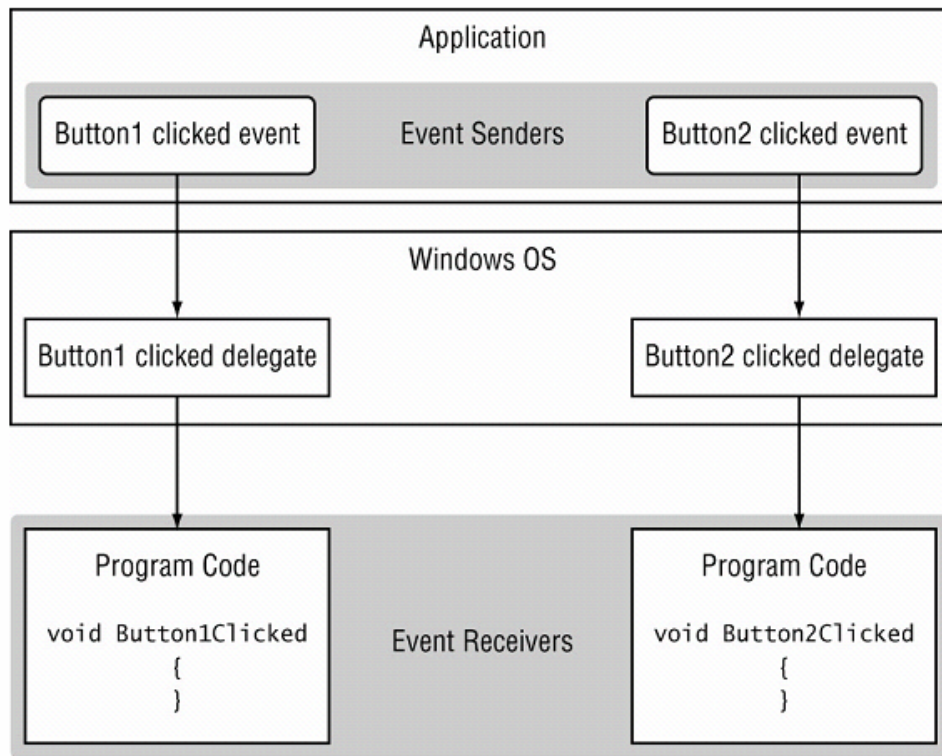 Application
Button1 clicked event
Event Senders
Button2 clicked event
Windows OS
Button1 clicked delegate
Button2 clicked delegate
Program Code
void Button1Clicked
{
}
Event Receivers
Program Code
void Button2Clicked
{
}